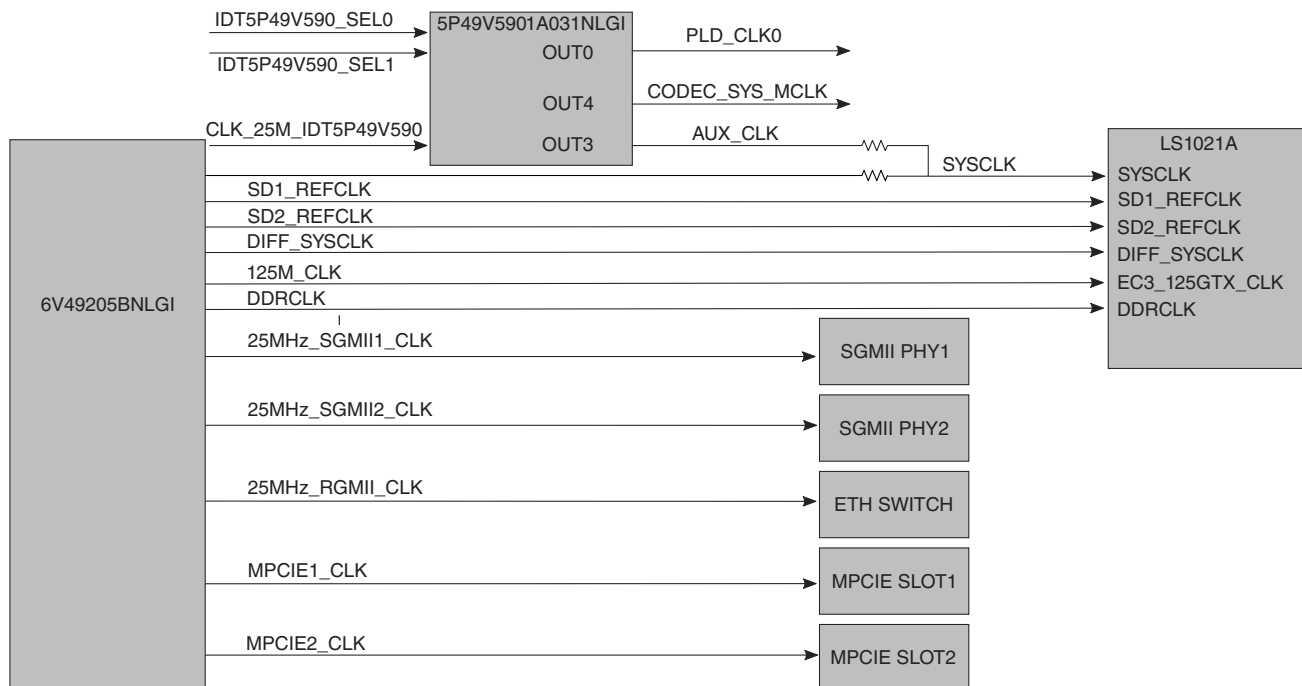 IDT5P49V590_SEL0
IDT5P49V590_SEL1
CLK_25M_IDT5P49V590
5P49V5901A031NLGI
OUT0
OUT4
OUT3
PLD_CLK0
CODEC_SYS_MCLK
AUX_CLK
SYSCLK
LS1021A
SYSCLK
SD1_REFCLK
SD2_REFCLK
DIFF_SYSCLK
EC3_125GTX_CLK
DDRCLK
6V49205BNLGI
SD1_REFCLK
SD2_REFCLK
DIFF_SYSCLK
125M_CLK
DDRCLK
25MHz_SGMII1_CLK
SGMII PHY1
25MHz_SGMII2_CLK
SGMII PHY2
25MHz_RGMII_CLK
ETH SWITCH
MPCIE1_CLK
MPCIE SLOT1
MPCIE2_CLK
MPCIE SLOT2